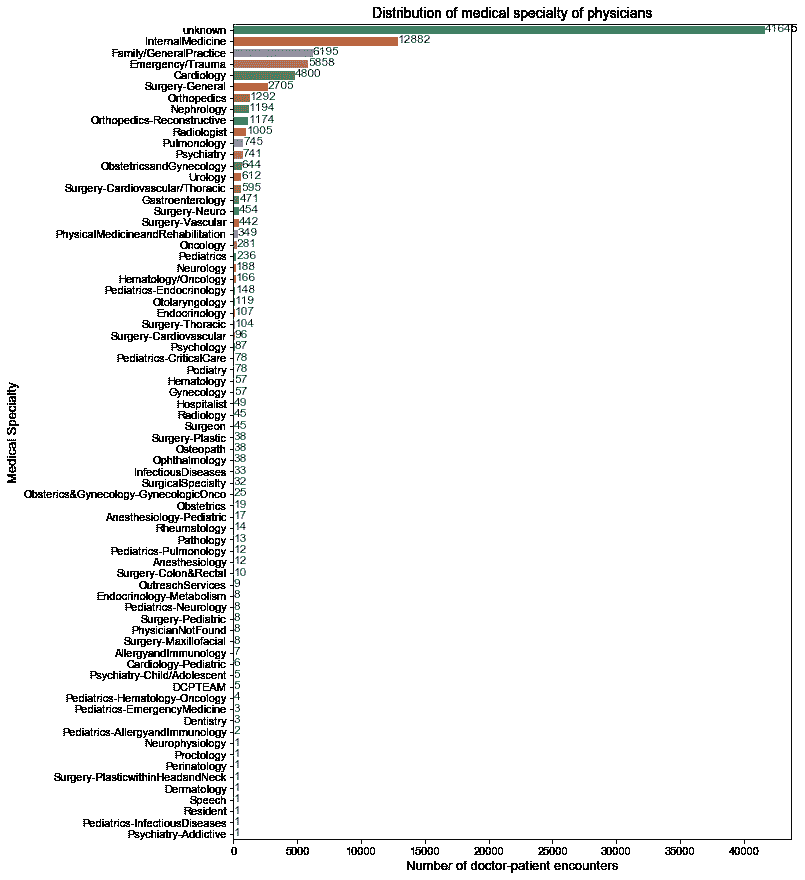 Distribution of medical specialty of physicians
unknown 41645
InternalMedicine 12882
Family/GeneralPractice 6195
Emergency/Trauma 5858
Cardiology 4800
Surgery-General 2705
Orthopedics 1292
Nephrology 1194
Orthopedics-Reconstructive 1174
Radiologist 1005
Pulmonology 745
Psychiatry 741
ObstetricsandGynecology 644
Urology 612
Surgery-Cardiovascular/Thoracic 595
Gastroenterology 471
Surgery-Neuro 454
Surgery-Vascular 442
PhysicalMedicineandRehabilitation 349
Oncology 281
Pediatrics 236
Neurology 188
Hematology/Oncology 166
Pediatrics-Endocrinology 148
Otolaryngology 119
Endocrinology 107
Surgery-Thoracic 104
Surgery-Cardiovascular 96
Psychology 87
Pediatrics-CriticalCare 78
Podiatry 78
Hematology 57
Gynecology 57
Hospitalist 49
Radiology 45
Surgeon 45
Surgery-Plastic 38
Osteopath 38
Ophthalmology 38
InfectiousDiseases 33
SurgicalSpecialty 32
Obsterics&Gynecology-GynecologicOnco 25
Obstetrics 19
Anesthesiology-Pediatric 17
Rheumatology 14
Pathology 13
Pediatrics-Pulmonology 12
Anesthesiology 12
Surgery-Colon&Rectal 10
OutreachServices 9
Endocrinology-Metabolism 8
Pediatrics-Neurology 8
Surgery-Pediatric 8
PhysicianNotFound 8
Surgery-Maxillofacial 8
AllergyandImmunology 7
Cardiology-Pediatric 6
Psychiatry-Child/Adolescent 5
DCPTEAM 5
Pediatrics-Hematology-Oncology 4
Pediatrics-EmergencyMedicine 3
Dentistry 3
Pediatrics-AllergyandImmunology 2
Neurophysiology 1
Proctology 1
Perinatology 1
Surgery-PlasticwithinHeadandNeck 1
Dermatology 1
Speech 1
Resident 1
Pediatrics-InfectiousDiseases 1
Psychiatry-Addictive 1
Medical Specialty
0 5000 10000 15000 20000 25000 30000 35000 40000
Number of doctor-patient encounters